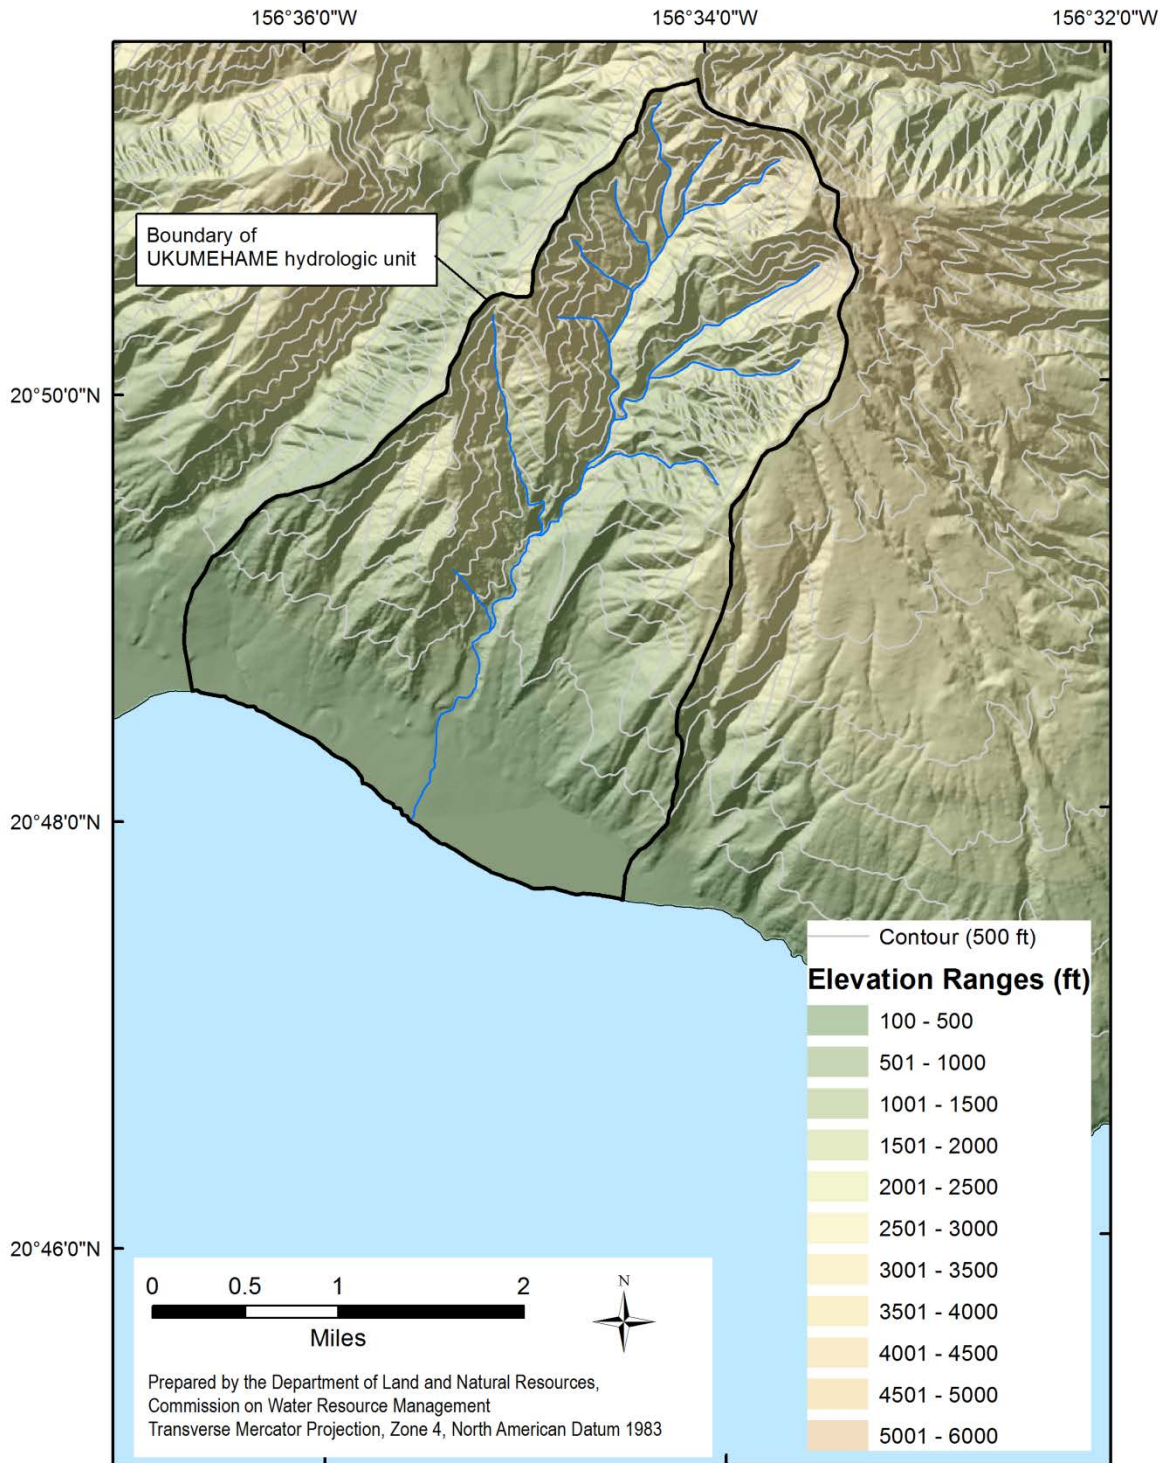 156°36'0"W 156°34'0"W 156°32'0"W
Boundary of
UKUMEHAME hydrologic unit
20°50'0"N
20°48'0"N
Contour (500 ft)
Elevation Ranges (ft)
100 - 500
501 - 1000
1001 - 1500
1501 - 2000
2001 - 2500
2501 - 3000
3001 - 3500
3501 - 4000
4001 - 4500
4501 - 5000
5001 - 6000
20°46'0"N
0 0.5 1 2
Miles
N
Prepared by the Department of Land and Natural Resources,
Commission on Water Resource Management
Transverse Mercator Projection, Zone 4, North American Datum 1983